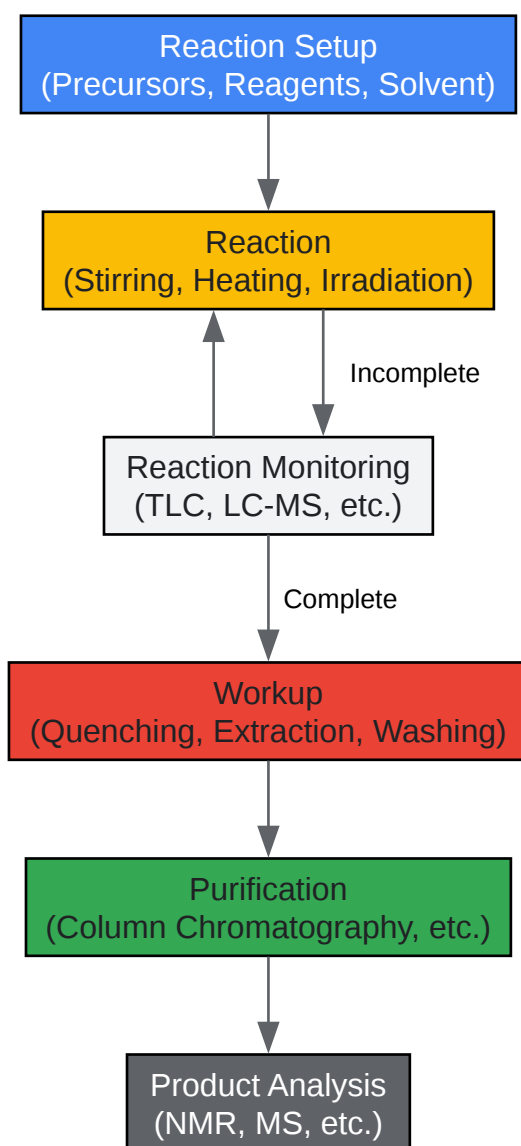 Reaction Setup
(Precursors, Reagents, Solvent)
Reaction
(Stirring, Heating, Irradiation)
Incomplete
Reaction Monitoring
(TLC, LC-MS, etc.)
Complete
Workup
(Quenching, Extraction, Washing)
Purification
(Column Chromatography, etc.)
Product Analysis
(NMR, MS, etc.)